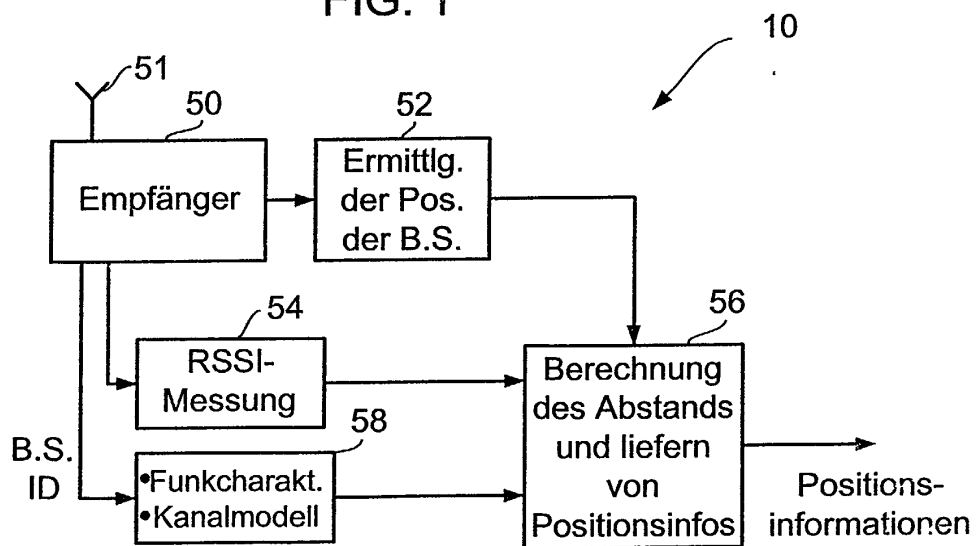 FIG. 1
10
51
50
Empfänger
52
Ermittlg.
der Pos.
der B.S.
54
RSSI-
Messung
56
Berechnung
des Abstands
und liefern
von
Positionsinfos
B.S.
ID
58
•Funkcharakt.
•Kanalmodell
Positions-
informationen